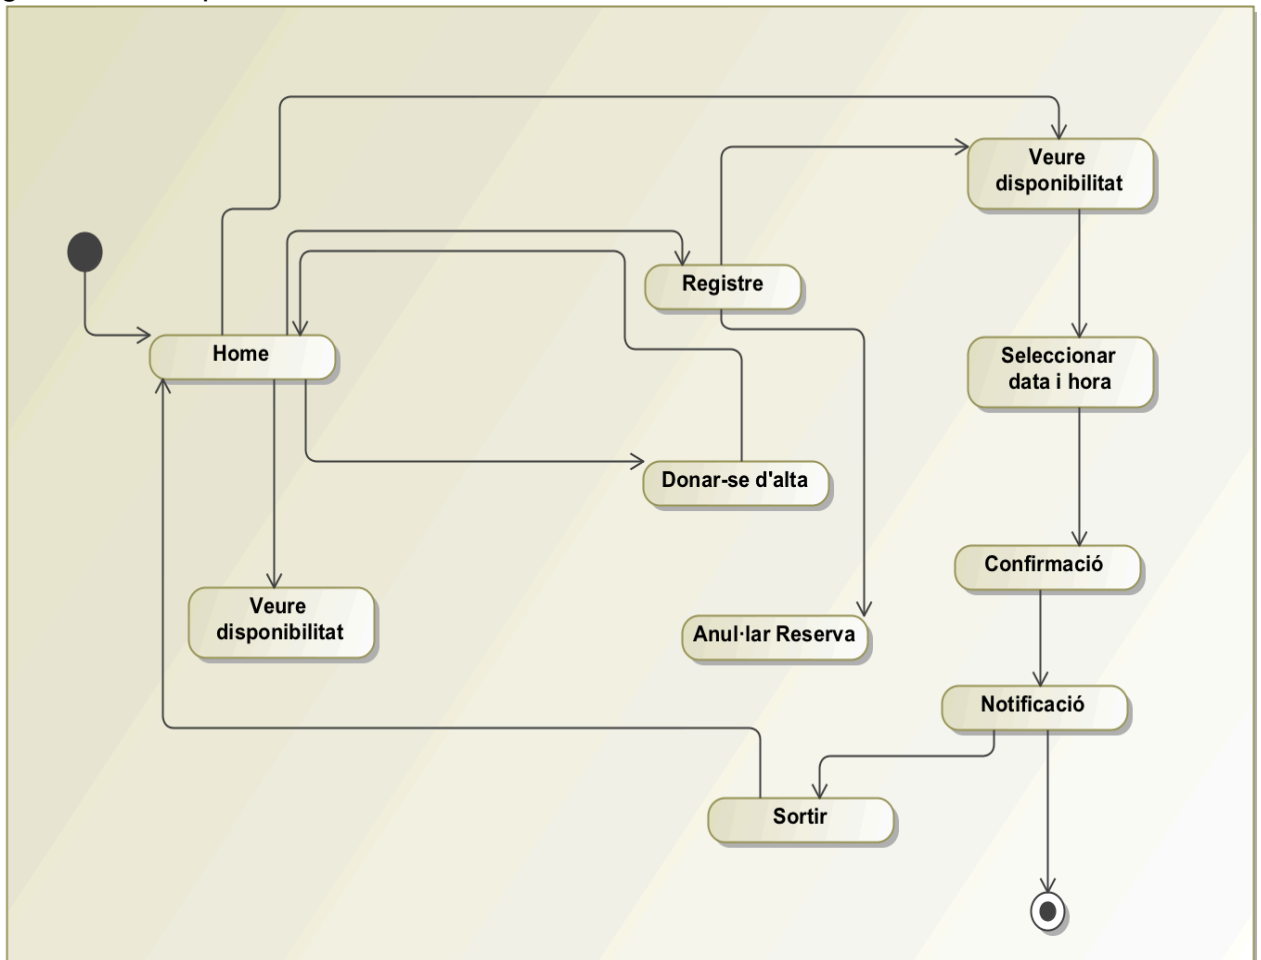 Veure
disponibilitat
Registre
Home
Seleccionar
data i hora
Donar-se d'alta
Confirmació
Veure
disponibilitat
Anul·lar Reserva
Notificació
Sortir